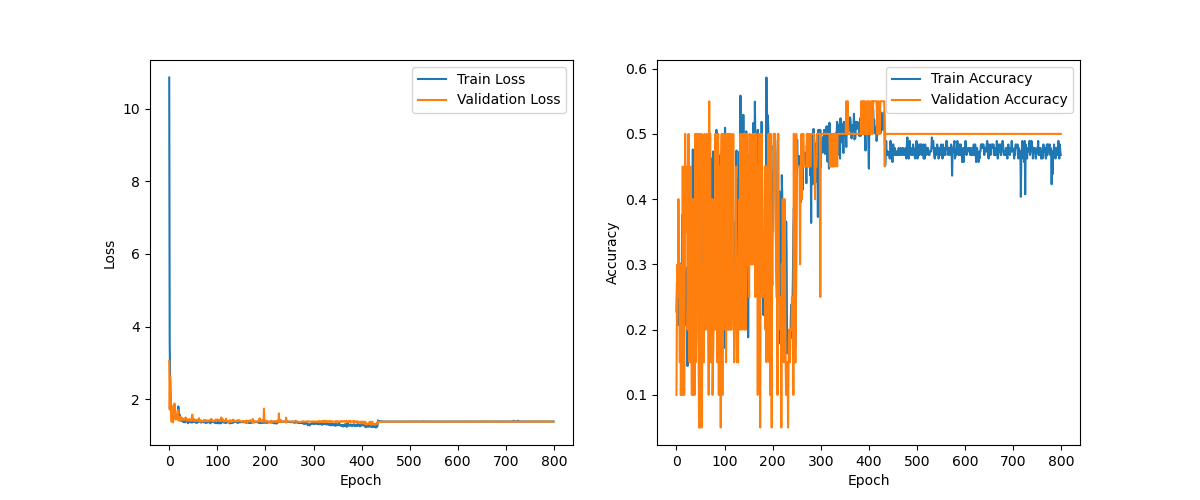 Train Loss
Validation Loss
10
8
6
4
2
Loss
0 100 200 300 400 500 600 700 800
Epoch
Train Accuracy
Validation Accuracy
0.6
0.5
0.4
0.3
0.2
0.1
Accuracy
0 100 200 300 400 500 600 700 800
Epoch